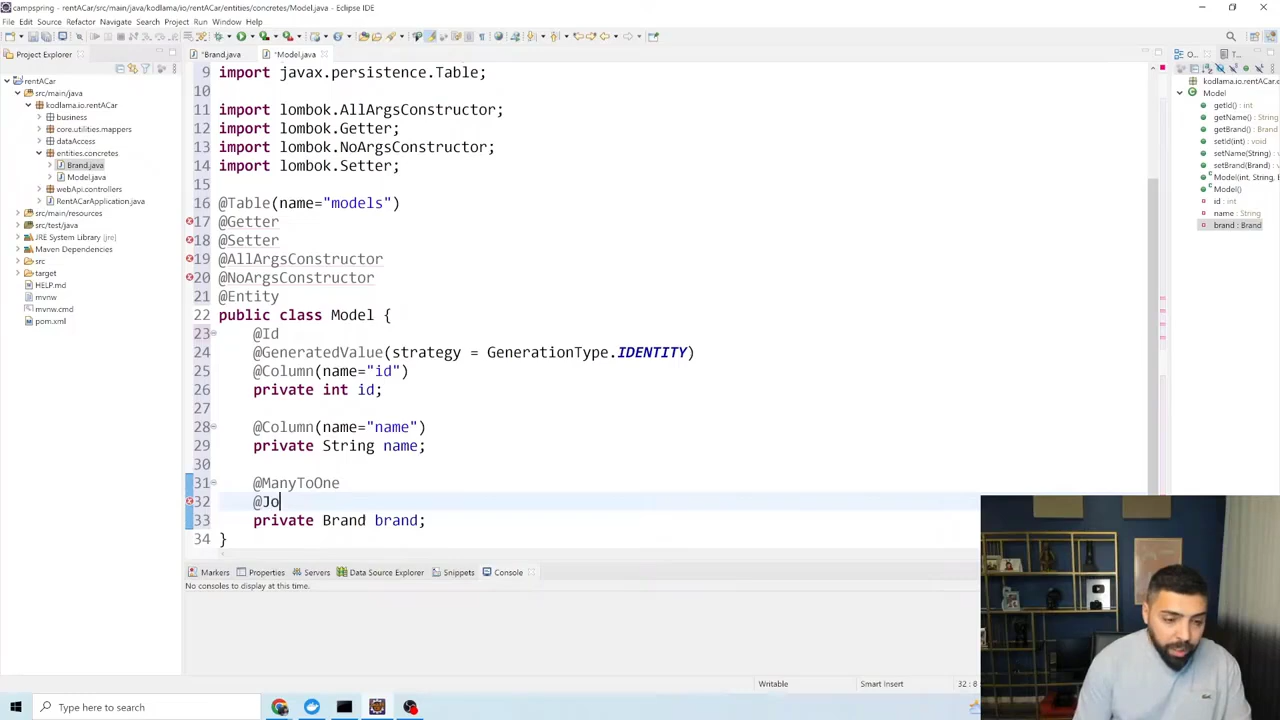 campspring - rentACar/src/main/java/kodlama/io/rentACar/entities/concretes/Model.java - Eclipse IDE
File Edit Source Refactor Navigate Search Project Run Window Help
Project Explorer
*Brand.java
*Model.java
rentACar
src/main/java
kodlama.io.rentACar
business
core.utilities.mappers
dataAccess
entities.concretes
Brand.java
Model.java
webApi.controllers
RentACarApplication.java
src/main/resources
src/test/java
JRE System Library [jre]
Maven Dependencies
src
target
HELP.md
mvnw
mvnw.cmd
pom.xml
9 import javax.persistence.Table;
10
11 import lombok.AllArgsConstructor;
12 import lombok.Getter;
13 import lombok.NoArgsConstructor;
14 import lombok.Setter;
15
16 @Table(name="models")
17 @Getter
18 @Setter
19 @AllArgsConstructor
20 @NoArgsConstructor
21 @Entity
22 public class Model {
23 @Id
24 @GeneratedValue(strategy = GenerationType.IDENTITY)
25 @Column(name="id")
26 private int id;
27
28 @Column(name="name")
29 private String name;
30
31 @ManyToOne
32 @Jo
33 private Brand brand;
34 }
O...
T...
kodlama.io.rentACar.
Model
getId() : int
getName() : String
getBrand() : Brand
setId(int) : void
setName(String) :
setBrand(Brand) :
Model(int, String, B
Model()
id : int
name : String
brand : Brand
Markers Properties Servers Data Source Explorer Snippets Console
No consoles to display at this time.
Writable Smart Insert 32 : 8
Type here to search